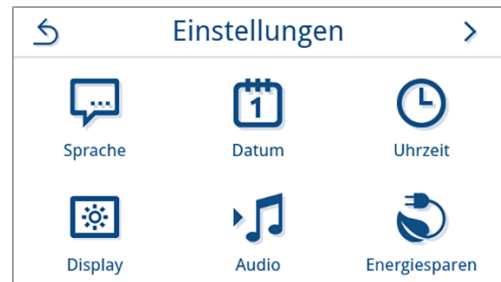 Einstellungen
...
1
Sprache Datum Uhrzeit
Display Audio Energiesparen